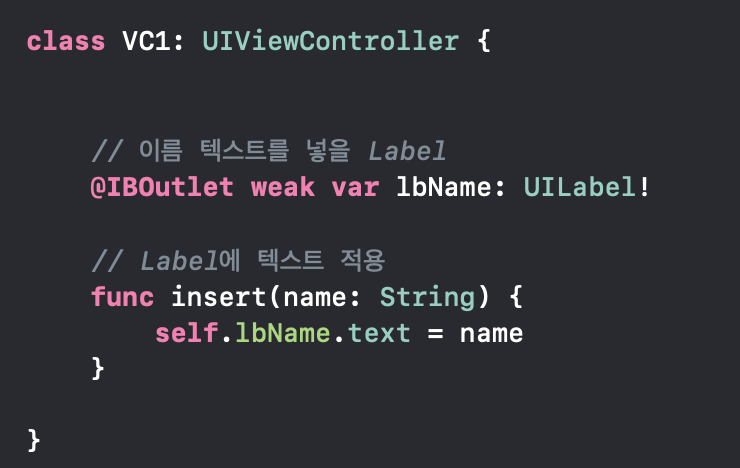 class VC1: UIViewController {
// 이름 텍스트를 넣을 Label
@IBOutlet weak var lbName: UILabel!
// Label에 텍스트 적용
func insert(name: String) {
self.lbName.text = name
}
}